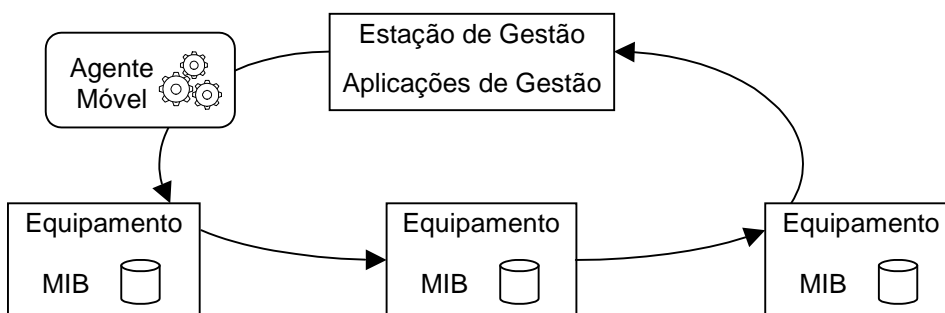 Estação de Gestão
Aplicações de Gestão
Agente
Móvel
Equipamento
MIB
Equipamento
MIB
Equipamento
MIB